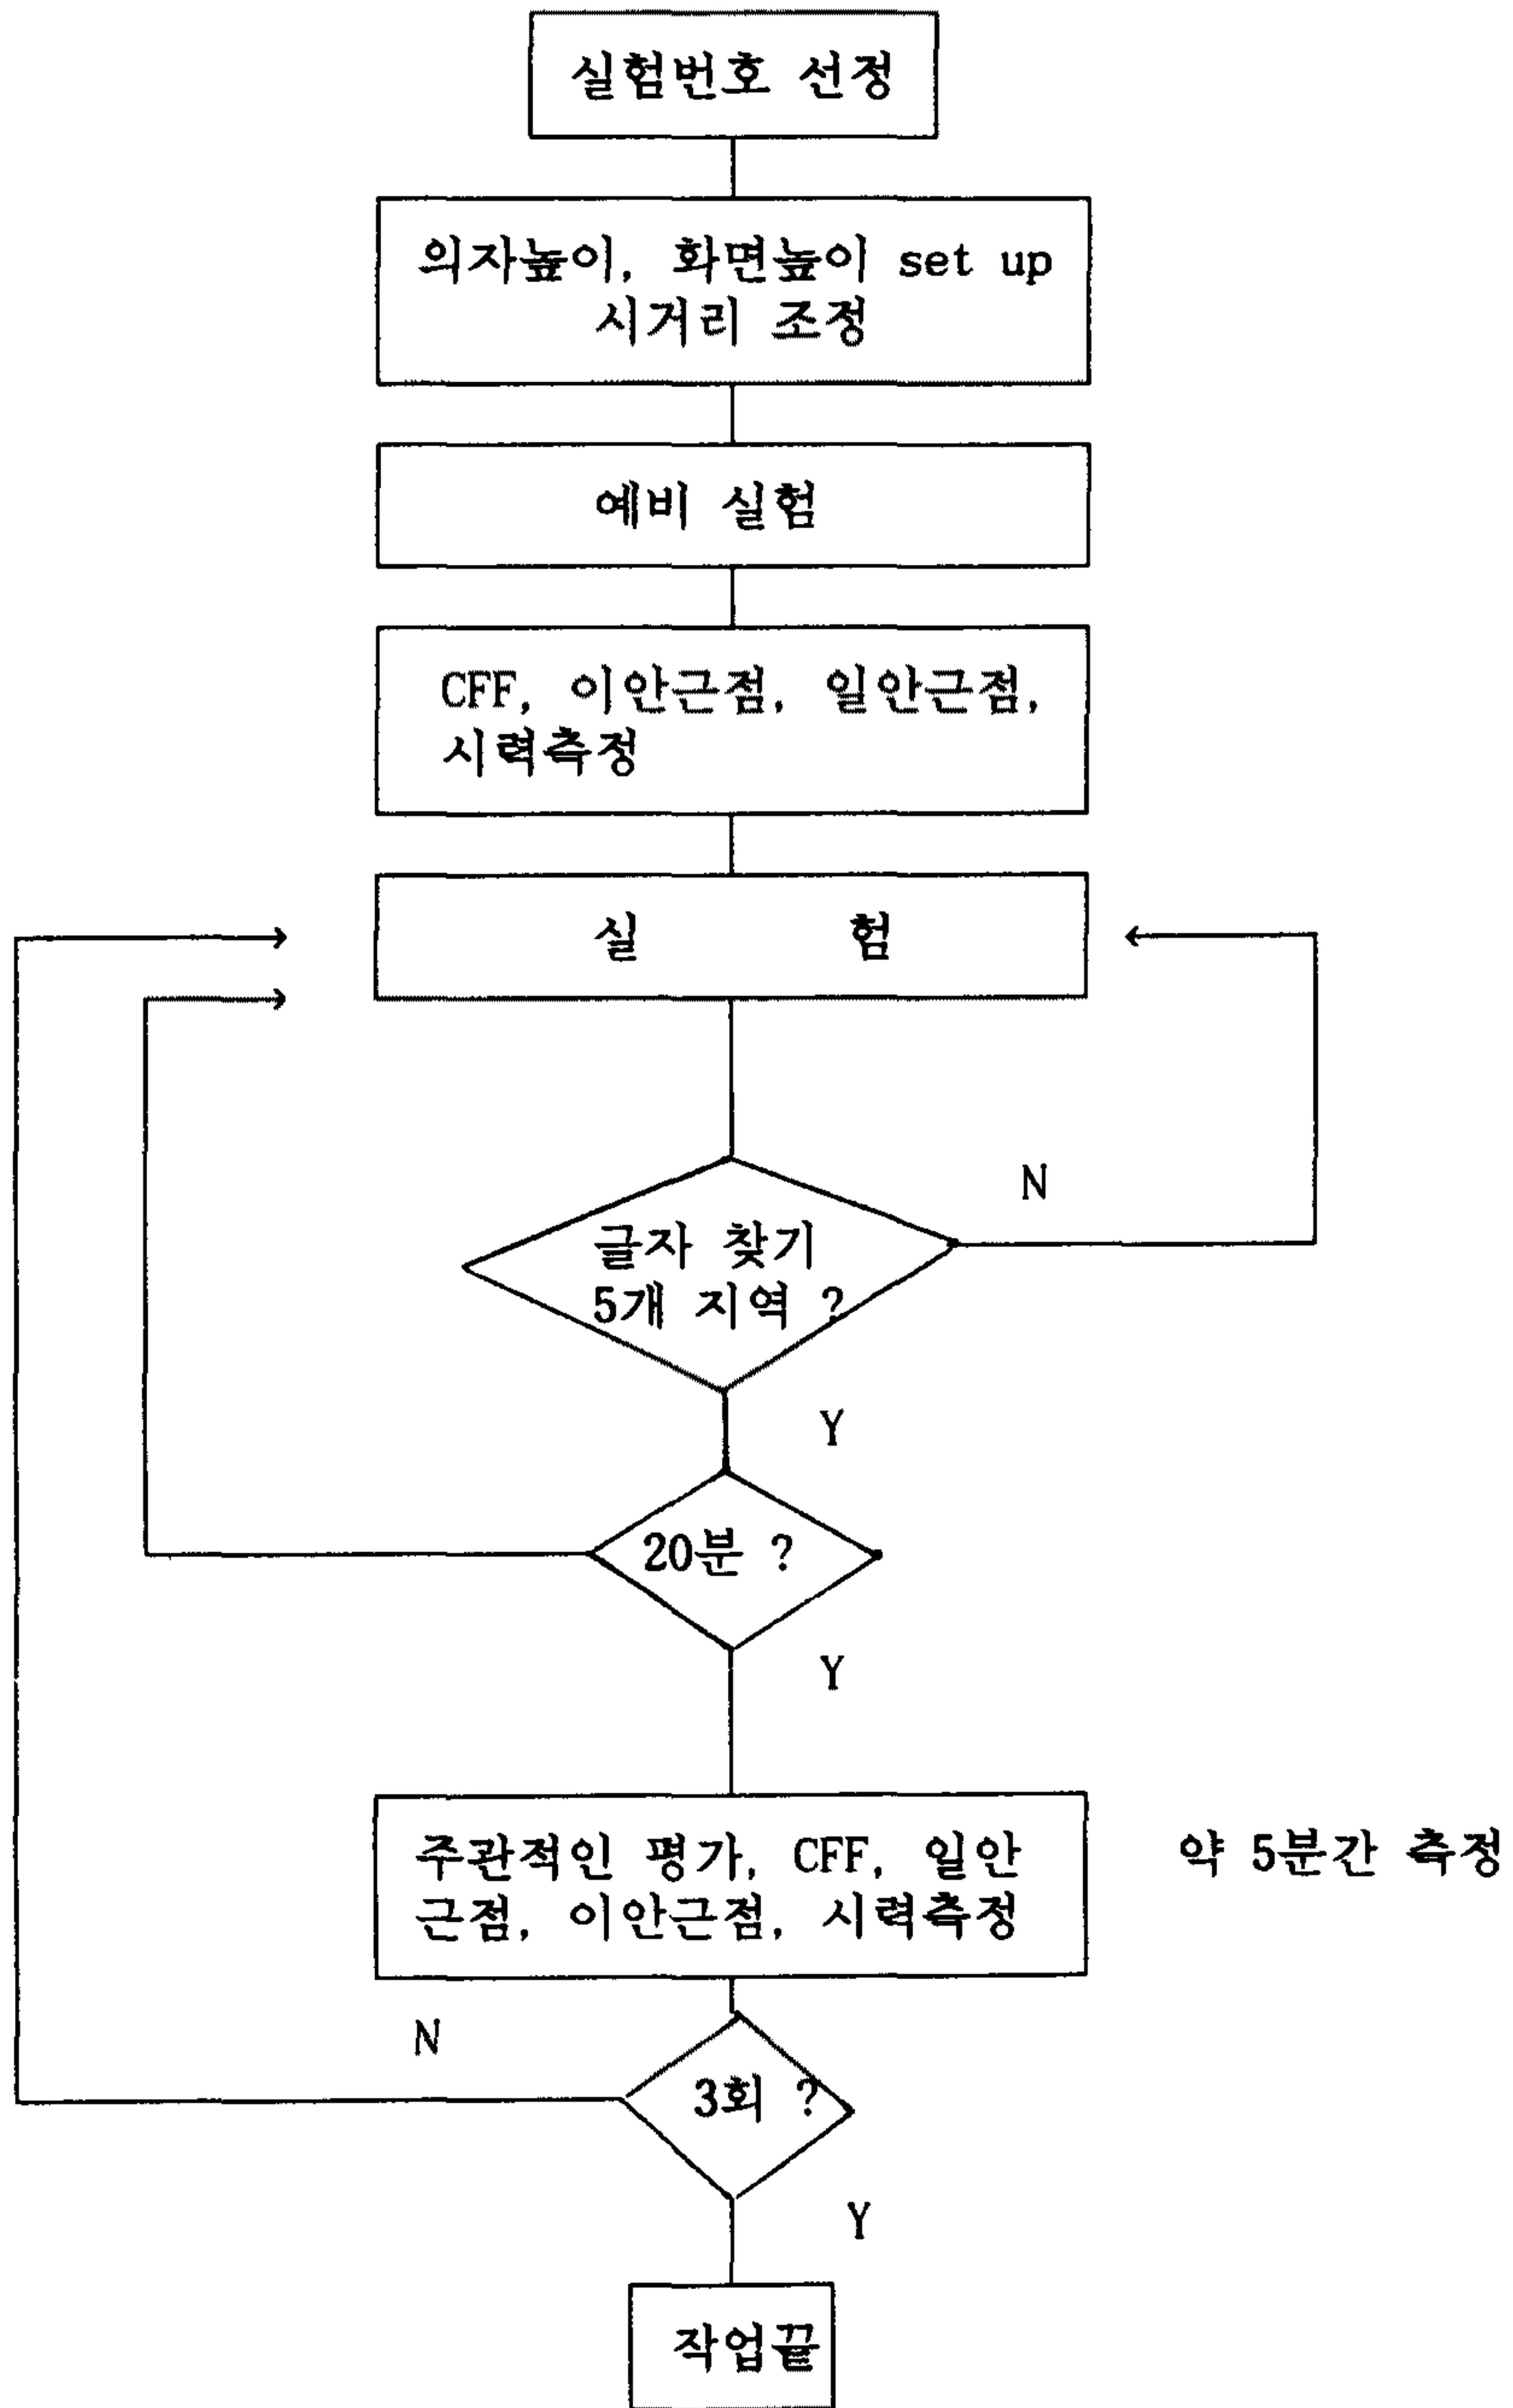 실험번호 선정
의자높이, 화면높이 set up
시거리 조정
예비 실험
CFF, 이안근점, 일안근점,
시력측정
실 험
N
글자 찾기
5개 지역 ?
Y
20분 ?
Y
주관적인 평가, CFF, 일안
근점, 이안근점, 시력측정
약 5분간 측정
N
3회 ?
Y
작업끝